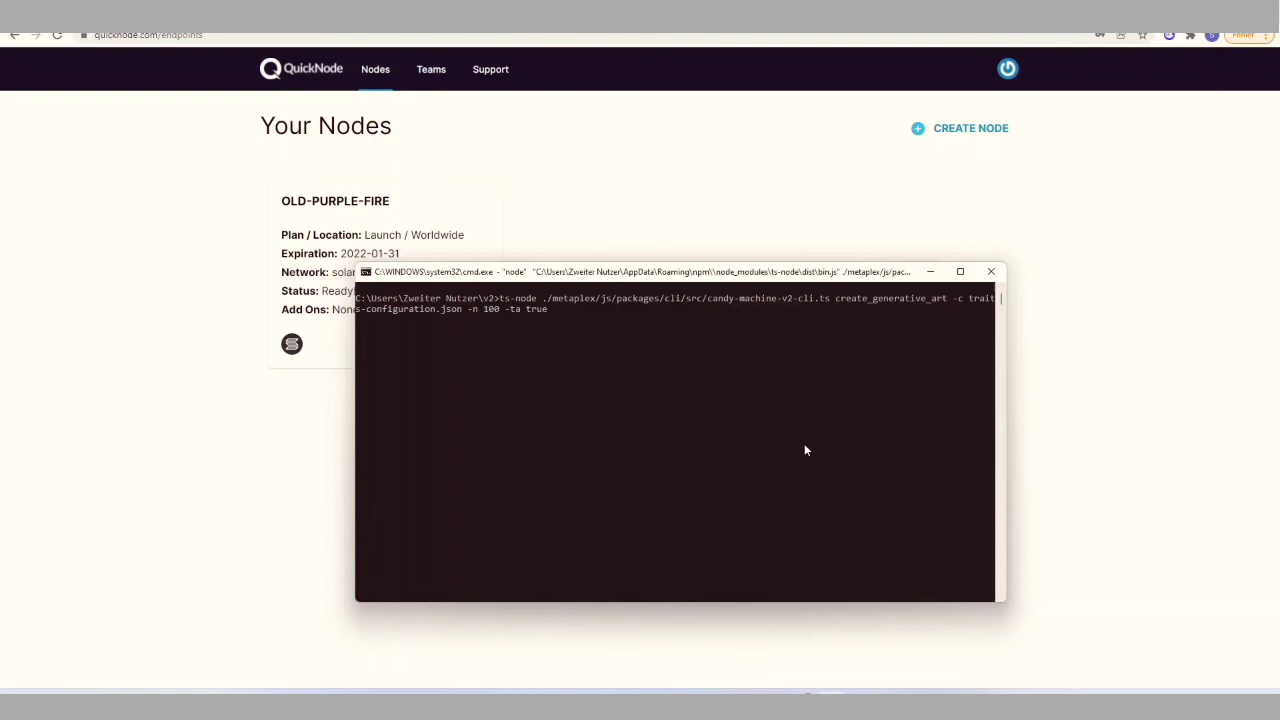 quicknode.com/endpoints
QuickNode Nodes Teams Support
Your Nodes
CREATE NODE
OLD-PURPLE-FIRE
Plan / Location: Launch / Worldwide
Expiration: 2022-01-31
Network: sola
Status: Ready
Add Ons: None
C:\WINDOWS\system32\cmd.exe - "node" "C:\Users\Zweiter Nutzer\AppData\Roaming\npm\\node_modules\ts-node\dist\bin.js" ./metaplex/js/pac...
C:\Users\Zweiter Nutzer\v2>ts-node ./metaplex/js/packages/cli/src/candy-machine-v2-cli.ts create_generative_art -c trait
s-configuration.json -n 100 -ta true